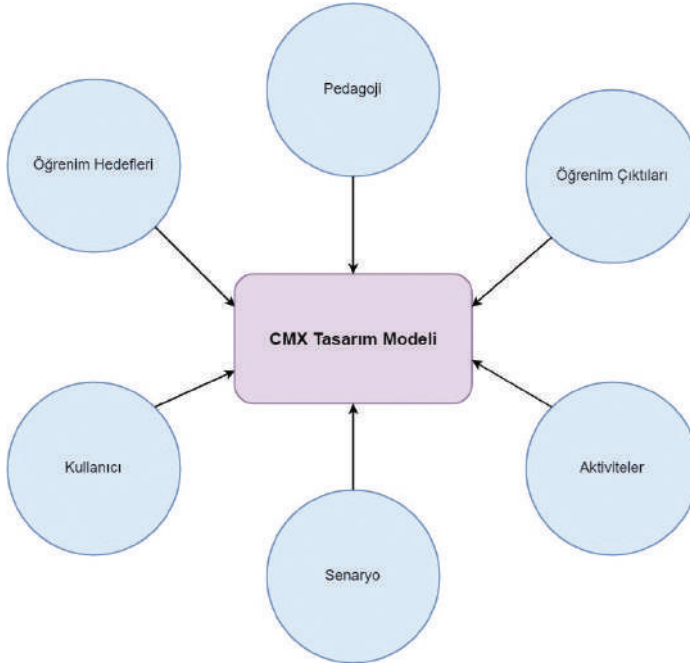 Pedagoji
Öğrenim Hedefleri
Öğrenim Çıktıları
CMX Tasarım Modeli
Kullanıcı
Aktiviteler
Senaryo